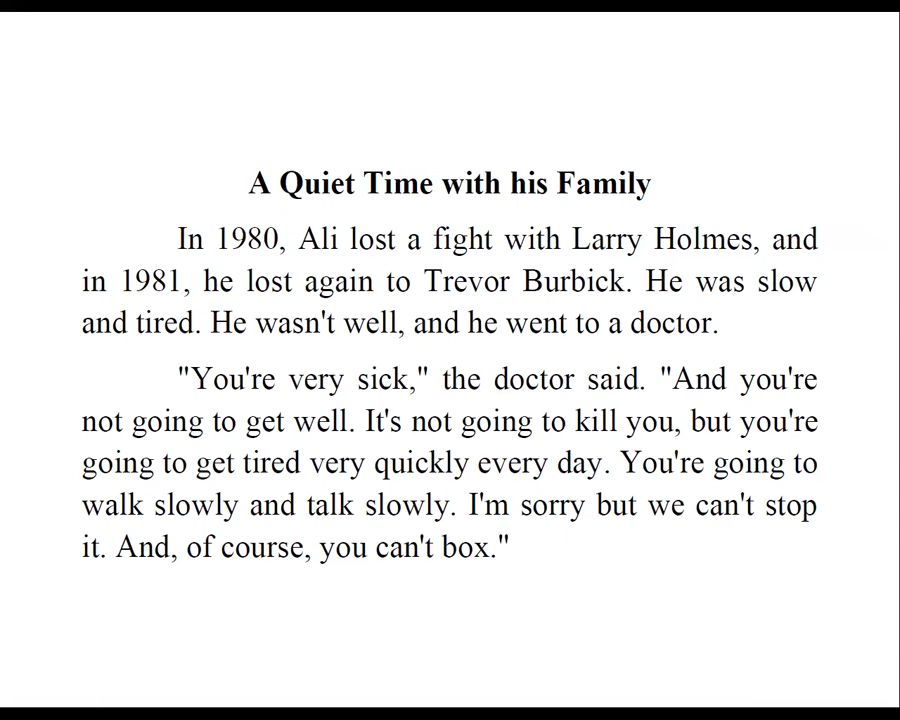 A Quiet Time with his Family
In 1980, Ali lost a fight with Larry Holmes, and
in 1981, he lost again to Trevor Burbick. He was slow
and tired. He wasn't well, and he went to a doctor.
"You're very sick," the doctor said. "And you're
not going to get well. It's not going to kill you, but you're
going to get tired very quickly every day. You're going to
walk slowly and talk slowly. I'm sorry but we can't stop
it. And, of course, you can't box."